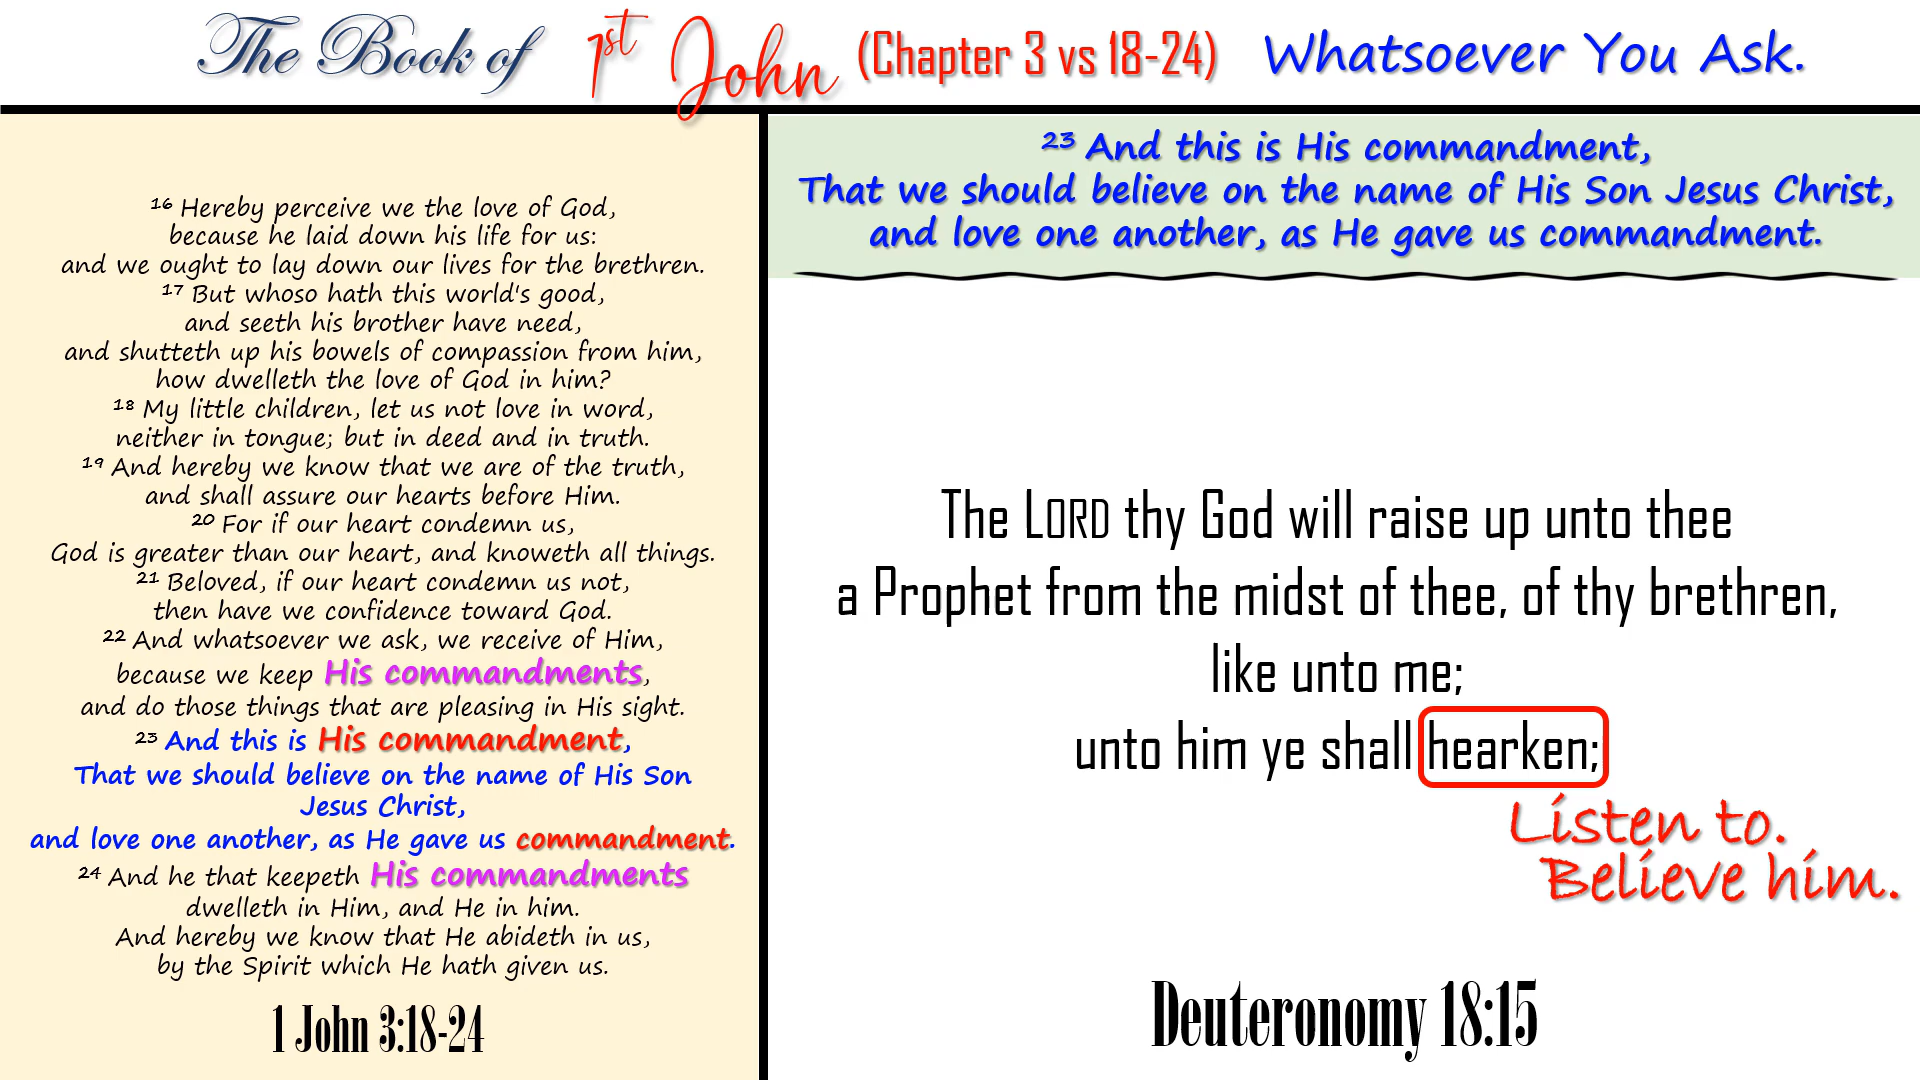 The Book of 1st John (Chapter 3 vs 18-24) Whatsoever You Ask.
16 Hereby perceive we the love of God,
because he laid down his life for us:
and we ought to lay down our lives for the brethren.
17 But whoso hath this world's good,
and seeth his brother have need,
and shutteth up his bowels of compassion from him,
how dwelleth the love of God in him?
18 My little children, let us not love in word,
neither in tongue; but in deed and in truth.
19 And hereby we know that we are of the truth,
and shall assure our hearts before Him.
20 For if our heart condemn us,
God is greater than our heart, and knoweth all things.
21 Beloved, if our heart condemn us not,
then have we confidence toward God.
22 And whatsoever we ask, we receive of Him,
because we keep His commandments,
and do those things that are pleasing in His sight.
23 And this is His commandment,
That we should believe on the name of His Son
Jesus Christ,
and love one another, as He gave us commandment.
24 And he that keepeth His commandments
dwelleth in Him, and He in him.
And hereby we know that He abideth in us,
by the Spirit which He hath given us.
1 John 3:18-24
23 And this is His commandment,
That we should believe on the name of His Son Jesus Christ,
and love one another, as He gave us commandment.
The LORD thy God will raise up unto thee
a Prophet from the midst of thee, of thy brethren,
like unto me;
unto him ye shall hearken;
Listen to.
Believe him.
Deuteronomy 18:15